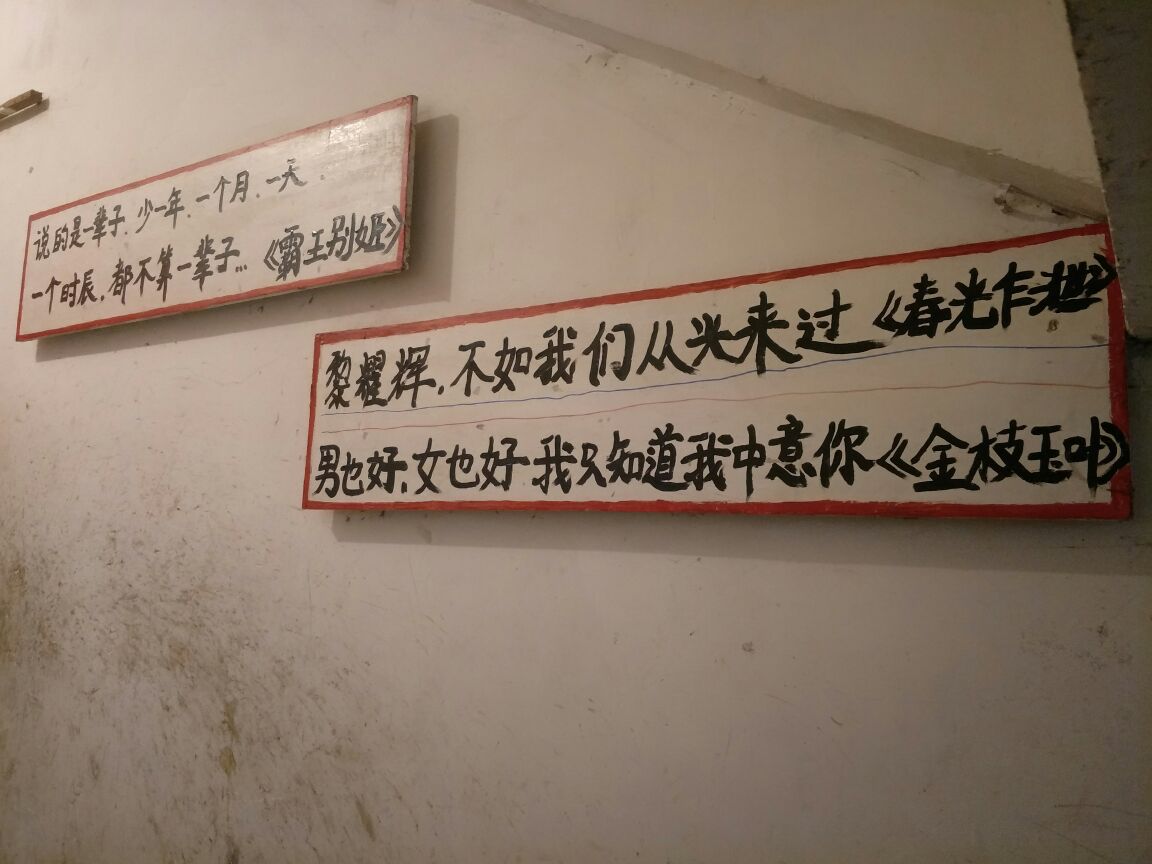 说的是一辈子.少一年、一个月、一天.
一个时辰,都不算一辈子...《霸王别姬》
黎耀辉,不如我们从头来过《春光乍泄》
男也好,女也好.我只知道我中意你《金枝玉叶》